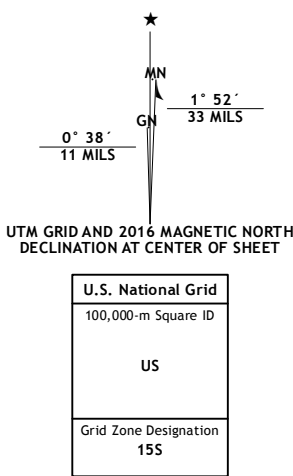 ★
MN
1° 52´
33 MILS
GN
0° 38´
11 MILS
UTM GRID AND 2016 MAGNETIC NORTH
DECLINATION AT CENTER OF SHEET
U.S. National Grid
100,000-m Square ID
US
Grid Zone Designation
15S